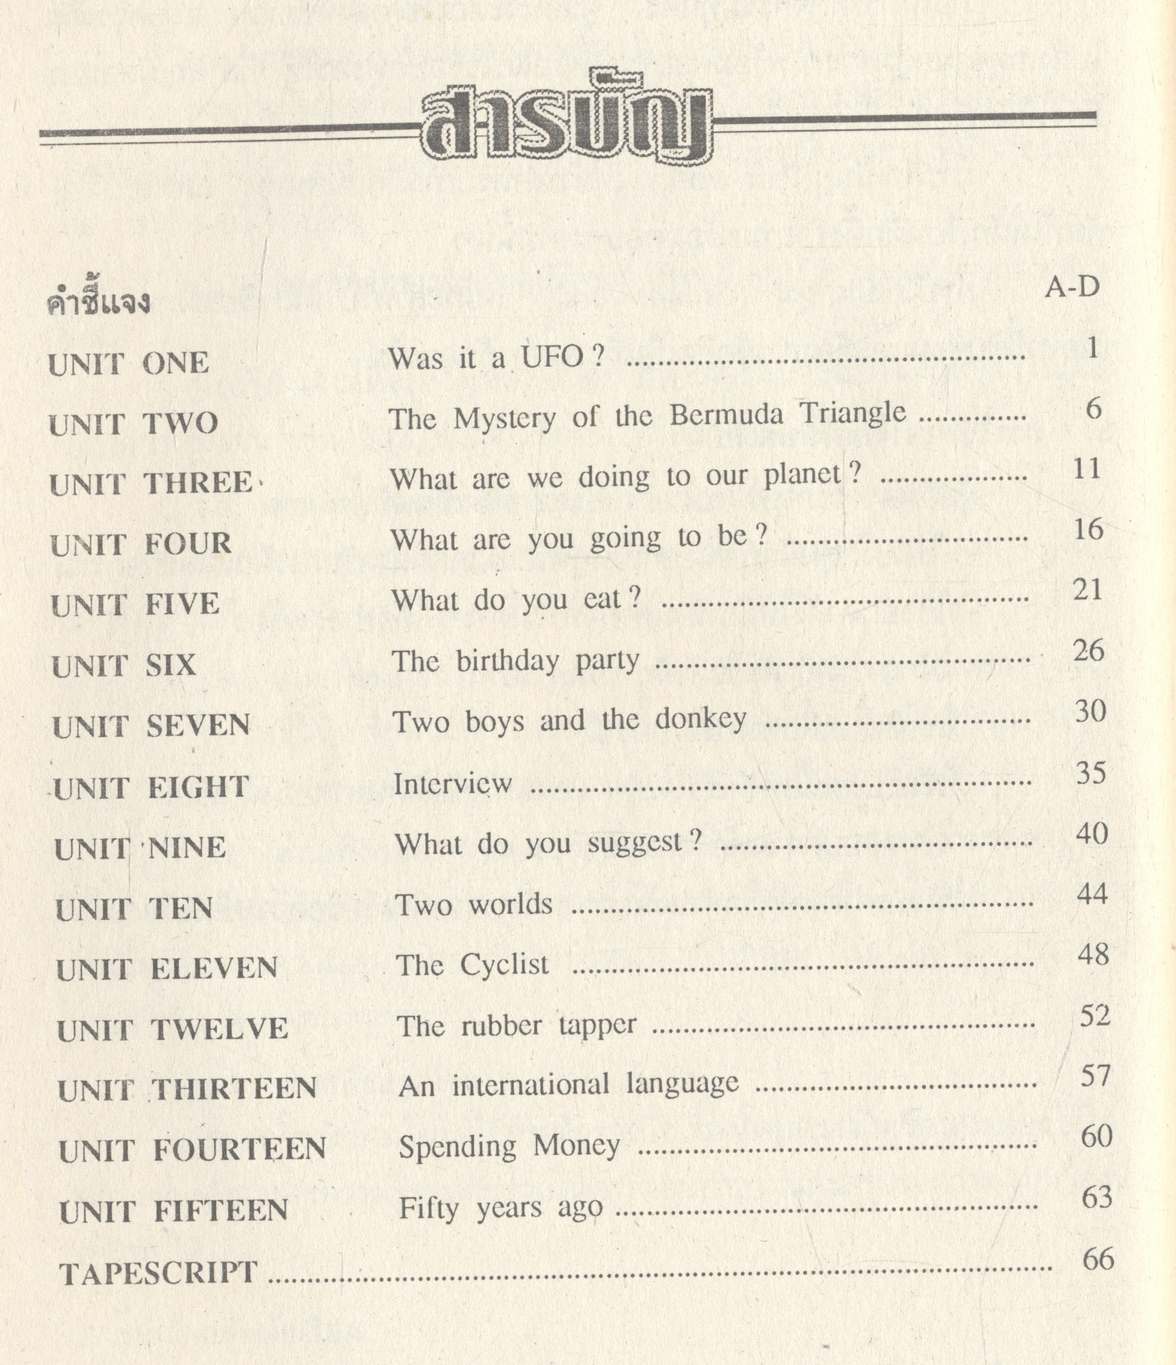 สารบัญ
คำชี้แจง A-D
UNIT ONE Was it a UFO? .................................................. 1
UNIT TWO The Mystery of the Bermuda Triangle .............. 6
UNIT THREE What are we doing to our planet? ................... 11
UNIT FOUR What are you going to be? ............................... 16
UNIT FIVE What do you eat? ............................................... 21
UNIT SIX The birthday party ................................................ 26
UNIT SEVEN Two boys and the donkey .................................. 30
UNIT EIGHT Interview ................................................................ 35
UNIT NINE What do you suggest? ........................................ 40
UNIT TEN Two worlds ........................................................... 44
UNIT ELEVEN The Cyclist ........................................................... 48
UNIT TWELVE The rubber tapper ................................................. 52
UNIT THIRTEEN An international language .................................... 57
UNIT FOURTEEN Spending Money ................................................... 60
UNIT FIFTEEN Fifty years ago ...................................................... 63
TAPESCRIPT .................................................................................................... 66